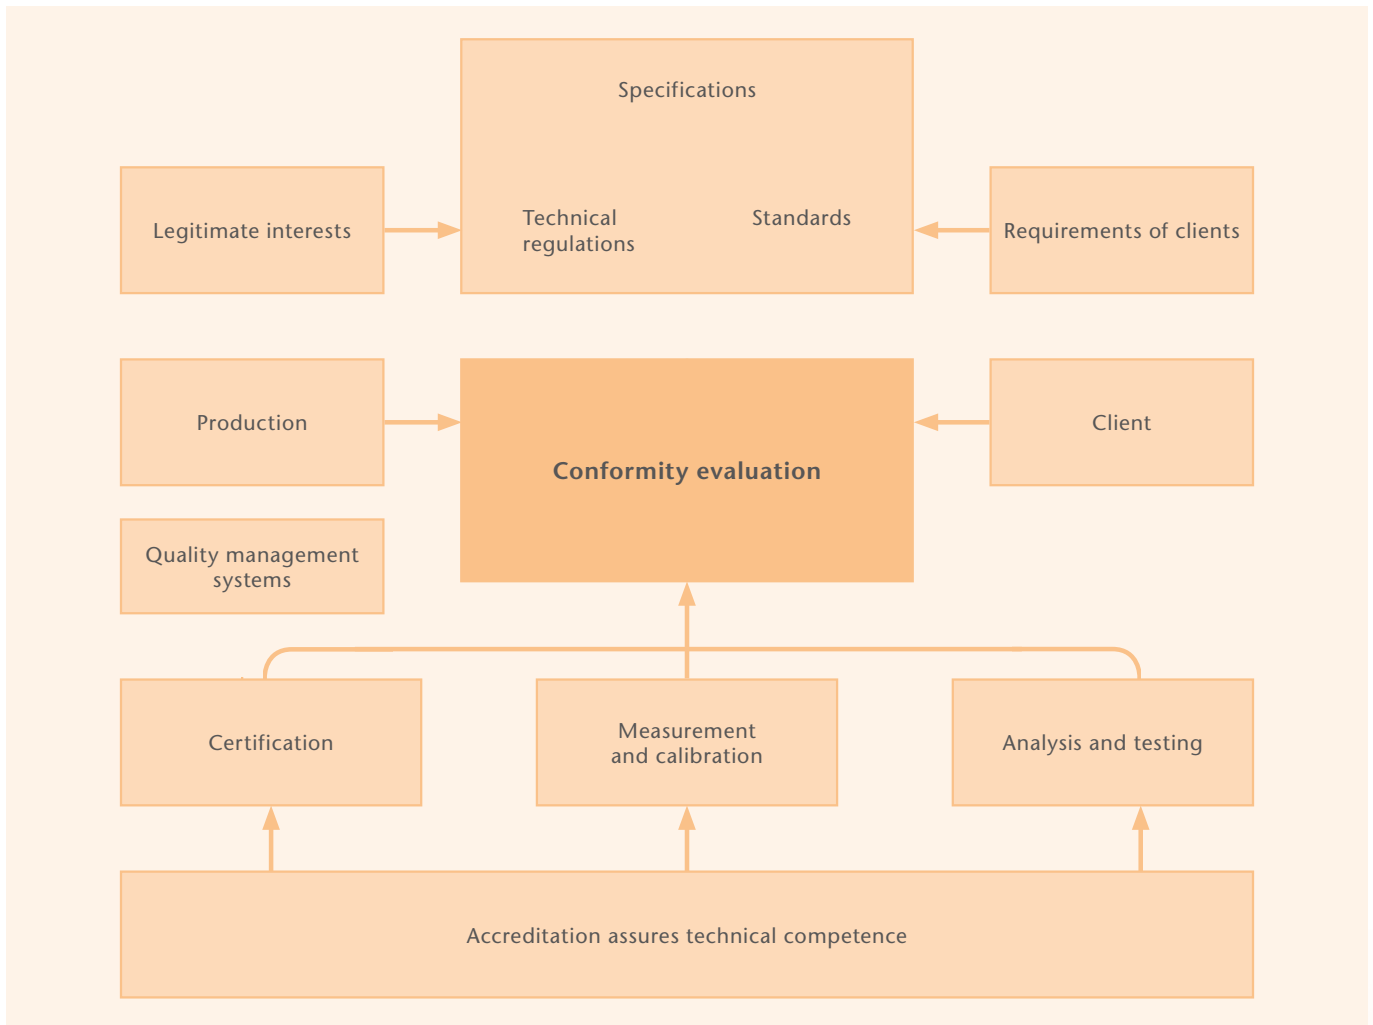 Specifications
Legitimate interests
Technical
regulations
Standards
Requirements of clients
Production
Conformity evaluation
Client
Quality management
systems
Certification
Measurement
and calibration
Analysis and testing
Accreditation assures technical competence